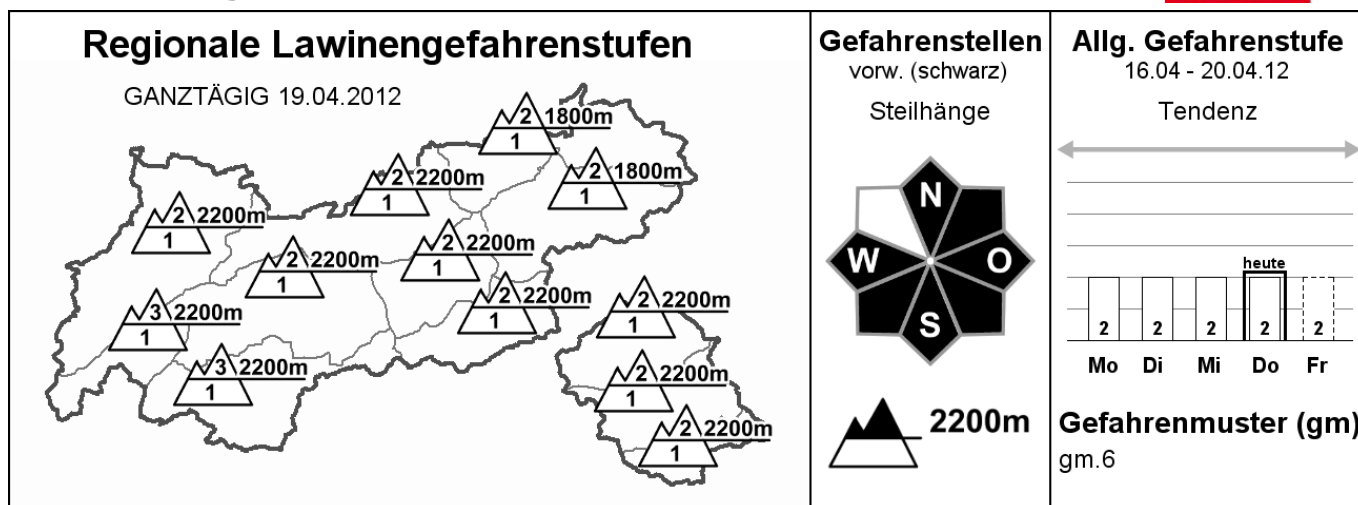 Regionale Lawinengefahrenstufen
GANZTÄGIG 19.04.2012
2 1800m
1
2 1800m
1
2 2200m
1
2 2200m
1
2 2200m
1
2 2200m
1
2 2200m
1
2 2200m
1
3 2200m
1
3 2200m
1
2 2200m
1
2 2200m
1
Gefahrenstellen
vorw. (schwarz)
Steilhänge
N
W O
S
2200m
Allg. Gefahrenstufe
16.04 - 20.04.12
Tendenz
heute
2 2 2 2 2
Mo Di Mi Do Fr
Gefahrenmuster (gm)
gm.6